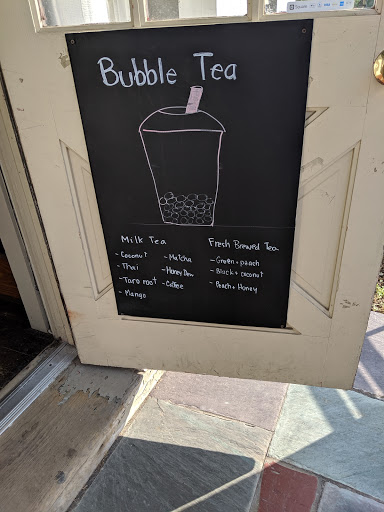 Bubble Tea
Milk Tea
- Coconut
- Thai
- Taro root
- Mango
- Matcha
- Honey Dew
- Coffee
Fresh Brewed Tea
- Green + peach
- Black + coconut
- Peach + Honey